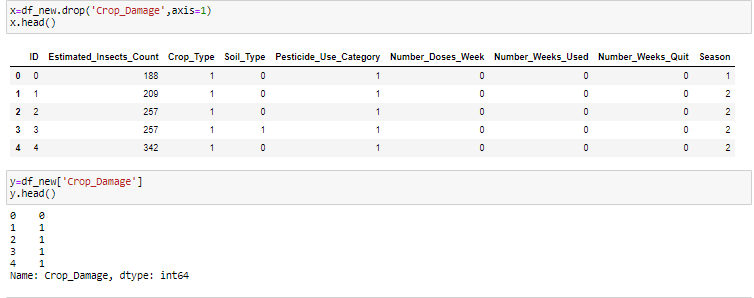 x=df_new.drop('Crop_Damage',axis=1)
x.head()
ID Estimated_Insects_Count Crop_Type Soil_Type Pesticide_Use_Category Number_Doses_Week Number_Weeks_Used Number_Weeks_Quit Season
0 0 188 1 0 1 0 0 0 1
1 1 209 1 0 1 0 0 0 2
2 2 257 1 0 1 0 0 0 2
3 3 257 1 1 1 0 0 0 2
4 4 342 1 0 1 0 0 0 2
y=df_new['Crop_Damage']
y.head()
0 0
1 1
2 1
3 1
4 1
Name: Crop_Damage, dtype: int64